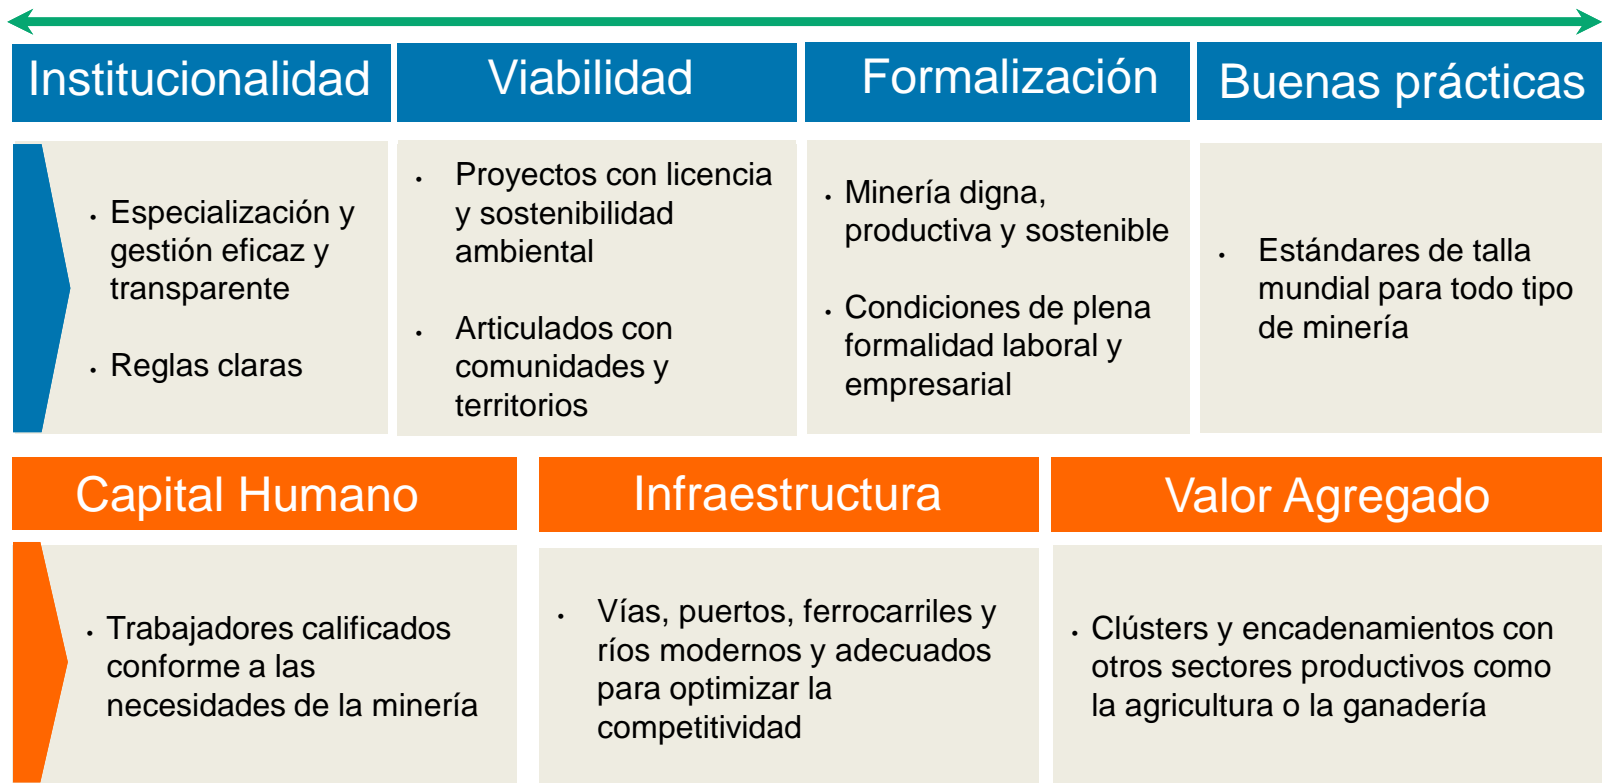 Institucionalidad
Viabilidad
Formalización
Buenas prácticas
• Especialización y
gestión eficaz y
transparente
• Reglas claras
• Proyectos con licencia
y sostenibilidad
ambiental
• Articulados con
comunidades y
territorios
• Minería digna,
productiva y sostenible
• Condiciones de plena
formalidad laboral y
empresarial
• Estándares de talla
mundial para todo tipo
de minería
Capital Humano
Infraestructura
Valor Agregado
• Trabajadores calificados
conforme a las
necesidades de la minería
• Vías, puertos, ferrocarriles y
ríos modernos y adecuados
para optimizar la
competitividad
• Clústers y encadenamientos con
otros sectores productivos como
la agricultura o la ganadería